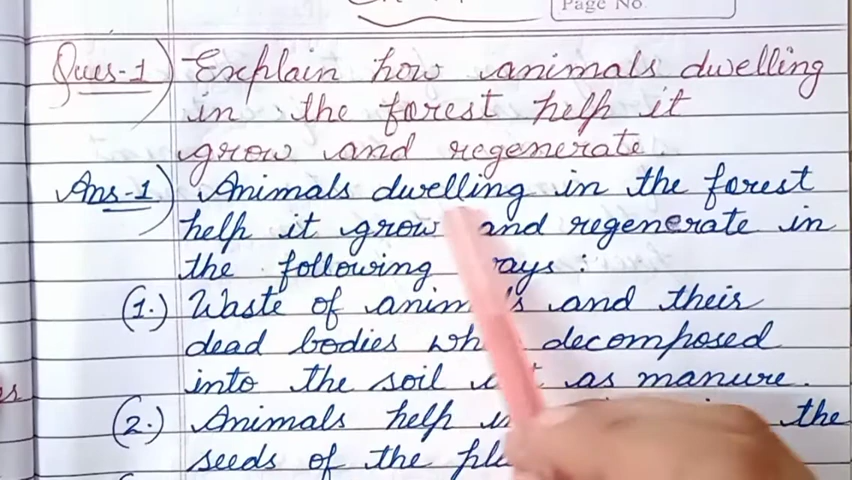 Page No.
Ques-1) Explain how animals dwelling
in the forest help it
grow and regenerate.
Ans-1) Animals dwelling in the forest
help it grow and regenerate in
the following :
(1.) Waste of and their
dead bodies decomposed
into the soil as manure.
(2.) Animals help the
seeds of the